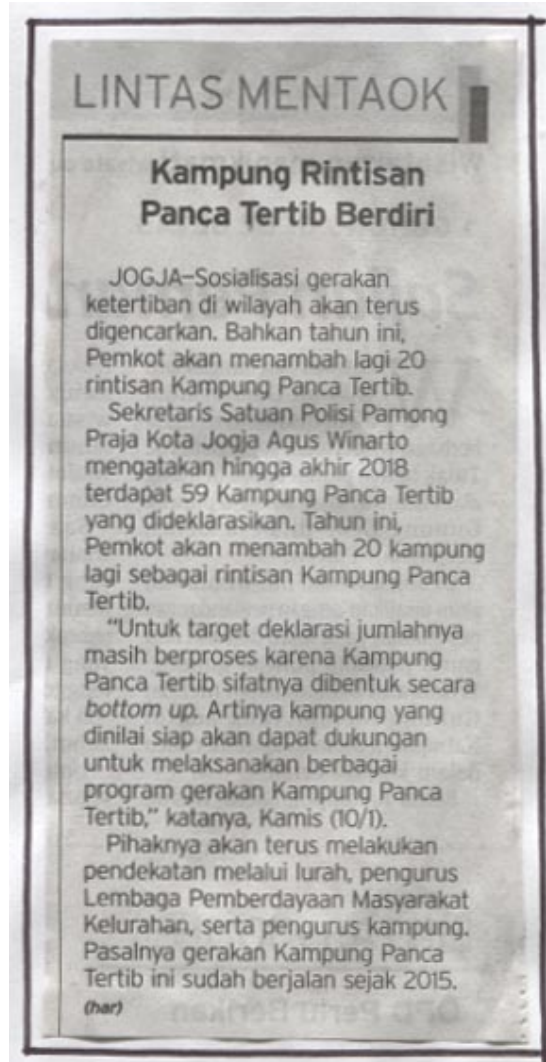 LINTAS MENTAOK
Kampung Rintisan
Panca Tertib Berdiri
JOGJA—Sosialisasi gerakan
ketertiban di wilayah akan terus
digencarkan. Bahkan tahun ini,
Pemkot akan menambah lagi 20
rintisan Kampung Panca Tertib.
Sekretaris Satuan Polisi Pamong
Praja Kota Jogja Agus Winarto
mengatakan hingga akhir 2018
terdapat 59 Kampung Panca Tertib
yang dideklarasikan. Tahun ini,
Pemkot akan menambah 20 kampung
lagi sebagai rintisan Kampung Panca
Tertib.
"Untuk target deklarasi jumlahnya
masih berproses karena Kampung
Panca Tertib sifatnya dibentuk secara
bottom up. Artinya kampung yang
dinilai siap akan dapat dukungan
untuk melaksanakan berbagai
program gerakan Kampung Panca
Tertib," katanya, Kamis (10/1).
Pihaknya akan terus melakukan
pendekatan melalui lurah, pengurus
Lembaga Pemberdayaan Masyarakat
Kelurahan, serta pengurus kampung.
Pasalnya gerakan Kampung Panca
Tertib ini sudah berjalan sejak 2015.
(har)